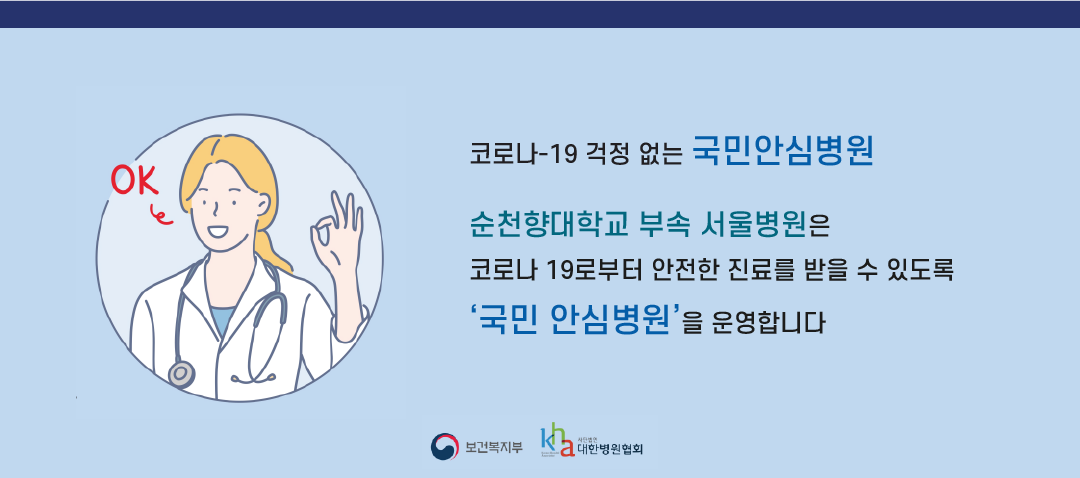 OK
코로나-19 걱정 없는 국민안심병원
순천향대학교 부속 서울병원은
코로나 19로부터 안전한 진료를 받을 수 있도록
‘국민 안심병원’을 운영합니다
보건복지부
kha
사단법인
대한병원협회